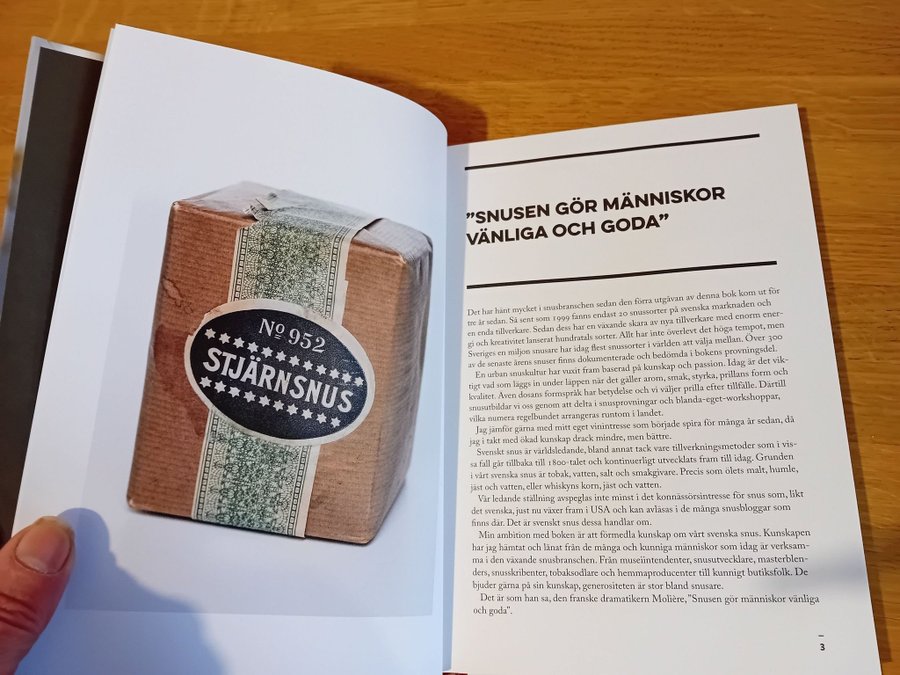 No 952
STJÄRNSNUS
”SNUSEN GÖR MÄNNISKOR
VÄNLIGA OCH GODA”
Det har hänt mycket i snusbranschen sedan den förra utgåvan av denna bok kom ut för
tre år sedan. Så sent som 1999 fanns endast 20 snussorter på svenska marknaden och
en enda tillverkare. Sedan dess har en växande skara av nya tillverkare med enorm ener-
gi och kreativitet lanserat hundratals sorter. Allt har inte överlevt det höga tempot, men
Sveriges en miljon snusare har idag flest snussorter i världen att välja mellan. Över 300
av de senaste årens snuser finns dokumenterade och bedömda i bokens provningsdel.
En urban snuskultur har vuxit fram baserad på kunskap och passion. Idag är det vik-
tigt vad som läggs in under läppen när det gäller arom, smak, styrka, prillans form och
kvalitet. Även dosans formspråk har betydelse och vi väljer prilla efter tillfälle. Därtill
snusutbildar vi oss genom att delta i snusprovningar och blanda-eget-workshoppar,
vilka numera regelbundet arrangeras runtom i landet.
Jag jämför gärna med mitt eget vinintresse som började spira för många år sedan, då
jag i takt med ökad kunskap drack mindre, men bättre.
Svenskt snus är världsledande, bland annat tack vare tillverkningsmetoder som i vis-
sa fall går tillbaka till 1800-talet och kontinuerligt utvecklats fram till idag. Grunden
i vårt svenska snus är tobak, vatten, salt och smakgivare. Precis som ölets malt, humle,
jäst och vatten, eller whiskyns korn, jäst och vatten.
Vår ledande ställning avspeglas inte minst i det konnässörsintresse för snus som, likt
det svenska, just nu växer fram i USA och kan avläsas i de många snusbloggar som
finns där. Det är svenskt snus dessa handlar om.
Min ambition med boken är att förmedla kunskap om vårt svenska snus. Kunskapen
har jag hämtat och lånat från de många och kunniga människor som idag är verksam-
ma i den växande snusbranschen. Från museiintendenter, snusutvecklare, masterblen-
ders, snusskribenter, tobaksodlare och hemmaproducenter till kunnigt butiksfolk. De
bjuder gärna på sin kunskap, generositeten är stor bland snusare.
Det är som han sa, den franske dramatikern Molière, ”Snusen gör människor vänliga
och goda”.
3